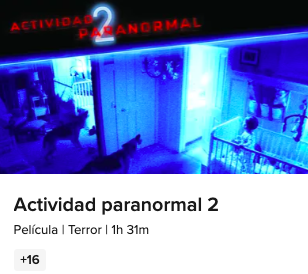 ACTIVIDAD 2
PARANORMAL
Actividad paranormal 2
Película | Terror | 1h 31m
+16